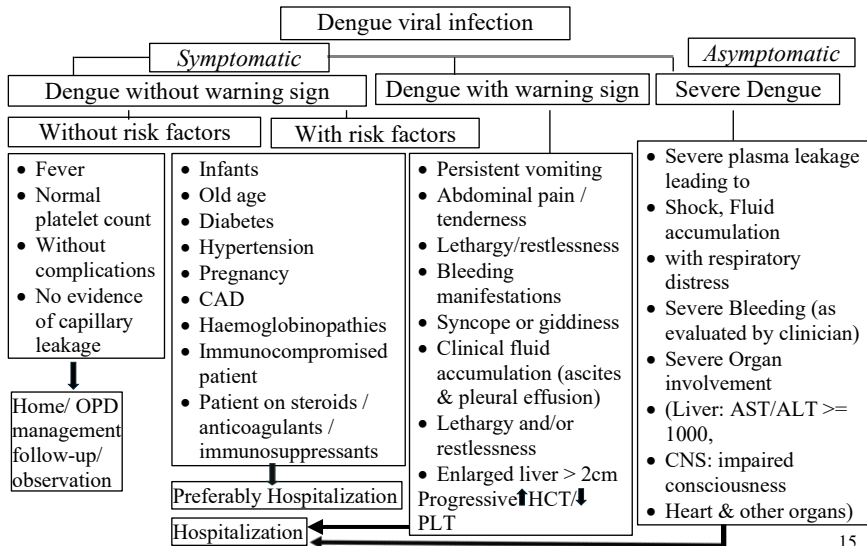 Dengue viral infection
Symptomatic
Asymptomatic
Dengue without warning sign
Dengue with warning sign
Severe Dengue
Without risk factors
With risk factors
• Fever
• Normal
platelet count
• Without
complications
• No evidence
of capillary
leakage
Home/ OPD
management
follow-up/
observation
• Infants
• Old age
• Diabetes
• Hypertension
• Pregnancy
• CAD
• Haemoglobinopathies
• Immunocompromised
patient
• Patient on steroids /
anticoagulants /
immunosuppressants
Preferably Hospitalization
• Persistent vomiting
• Abdominal pain /
tenderness
• Lethargy/restlessness
• Bleeding
manifestations
• Syncope or giddiness
• Clinical fluid
accumulation (ascites
& pleural effusion)
• Lethargy and/or
restlessness
• Enlarged liver > 2cm
Progressive⬆HCT/⬇
PLT
• Severe plasma leakage
leading to
• Shock, Fluid
accumulation
• with respiratory
distress
• Severe Bleeding (as
evaluated by clinician)
• Severe Organ
involvement
• (Liver: AST/ALT >=
1000,
• CNS: impaired
consciousness
• Heart & other organs)
Hospitalization
15